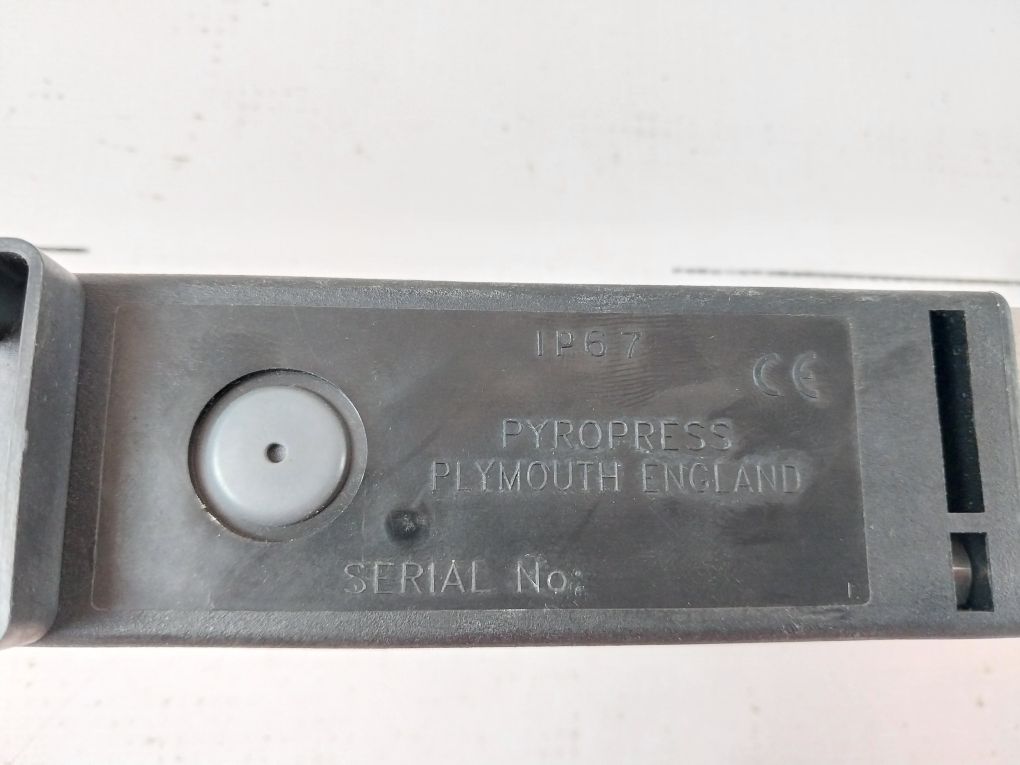 IP67
CE
PYROPRESS
PLYMOUTH ENGLAND
SERIAL No: